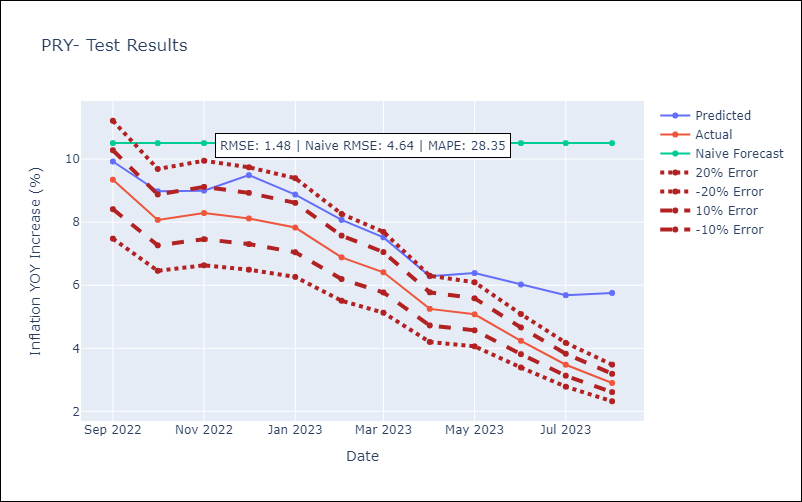 PRY- Test Results
RMSE: 1.48 | Naive RMSE: 4.64 | MAPE: 28.35
Predicted
Actual
Naive Forecast
20% Error
-20% Error
10% Error
-10% Error
Inflation YOY Increase (%)
10
8
6
4
2
Sep 2022
Nov 2022
Jan 2023
Mar 2023
May 2023
Jul 2023
Date